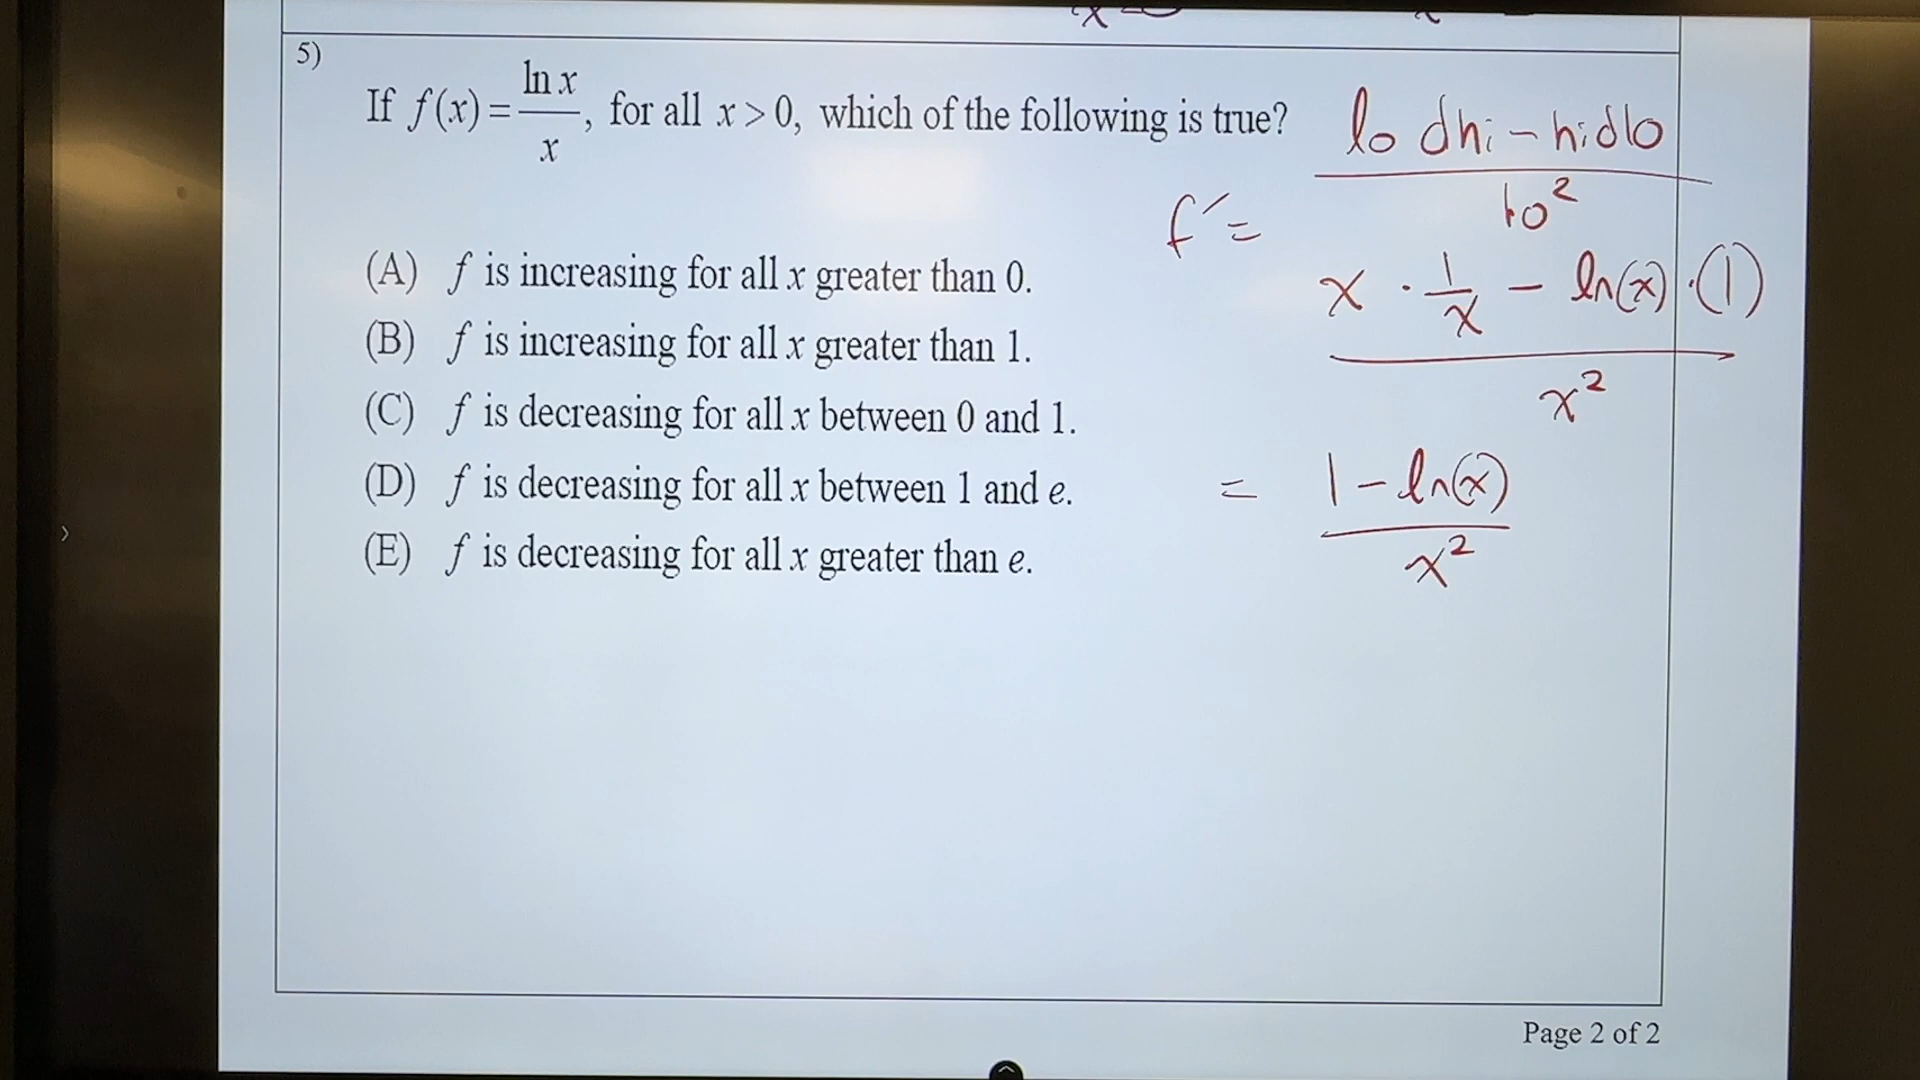 5)
If f(x) = ln x / x, for all x > 0, which of the following is true?
lo dhi - hidlo / lo²
f′ =
x · 1/x - ln(x) · (1) / x²
(A) f is increasing for all x greater than 0.
(B) f is increasing for all x greater than 1.
(C) f is decreasing for all x between 0 and 1.
(D) f is decreasing for all x between 1 and e.
= 1 - ln(x) / x²
(E) f is decreasing for all x greater than e.
Page 2 of 2